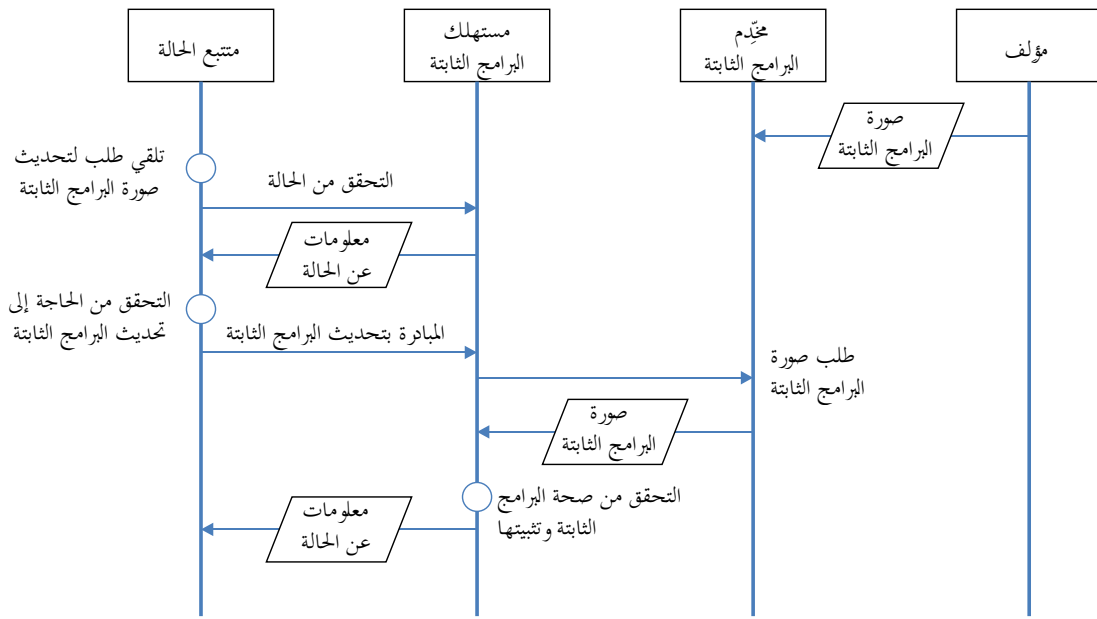 مؤلف
مخَدِّم
البرامج الثابتة
مستهلك
البرامج الثابتة
متتبع الحالة
صورة
البرامج الثابتة
تلقي طلب لتحديث
صورة البرامج الثابتة
التحقق من الحالة
معلومات
عن الحالة
التحقق من الحاجة إلى
تحديث البرامج الثابتة
المبادرة بتحديث البرامج الثابتة
طلب صورة
البرامج الثابتة
صورة
البرامج الثابتة
التحقق من صحة البرامج
الثابتة وتثبيتها
معلومات
عن الحالة